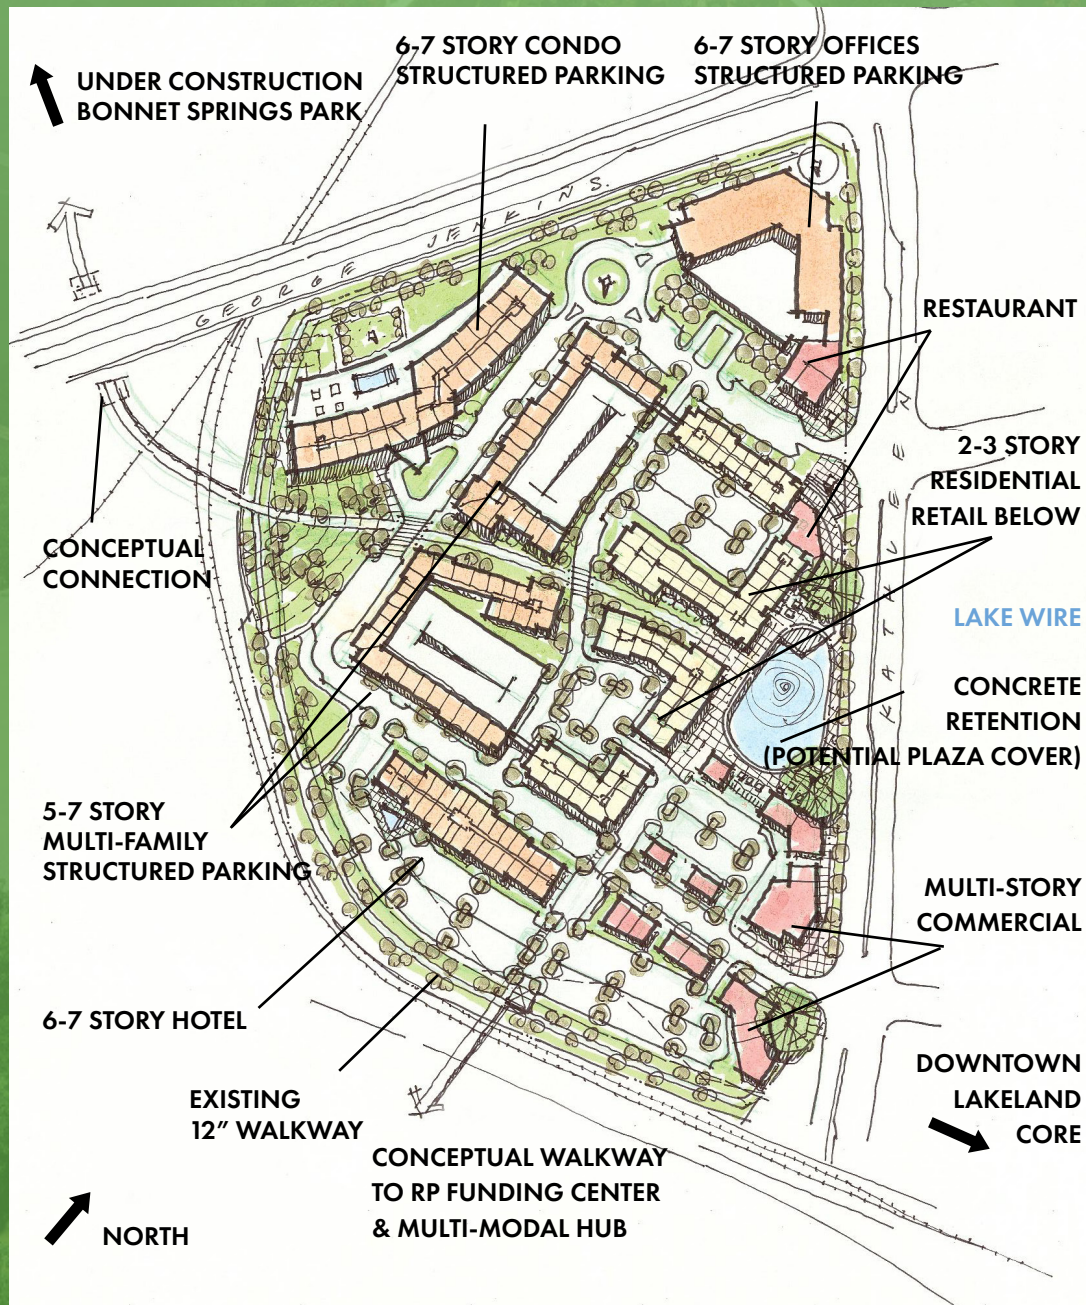 6-7 STORY CONDO
STRUCTURED PARKING
6-7 STORY OFFICES
STRUCTURED PARKING
UNDER CONSTRUCTION
BONNET SPRINGS PARK
GEORGE JENKINS.
RESTAURANT
2-3 STORY
RESIDENTIAL
RETAIL BELOW
KATHLEEN
CONCEPTUAL
CONNECTION
LAKE WIRE
CONCRETE
RETENTION
(POTENTIAL PLAZA COVER)
5-7 STORY
MULTI-FAMILY
STRUCTURED PARKING
MULTI-STORY
COMMERCIAL
6-7 STORY HOTEL
DOWNTOWN
LAKELAND
CORE
EXISTING
12” WALKWAY
CONCEPTUAL WALKWAY
TO RP FUNDING CENTER
& MULTI-MODAL HUB
NORTH